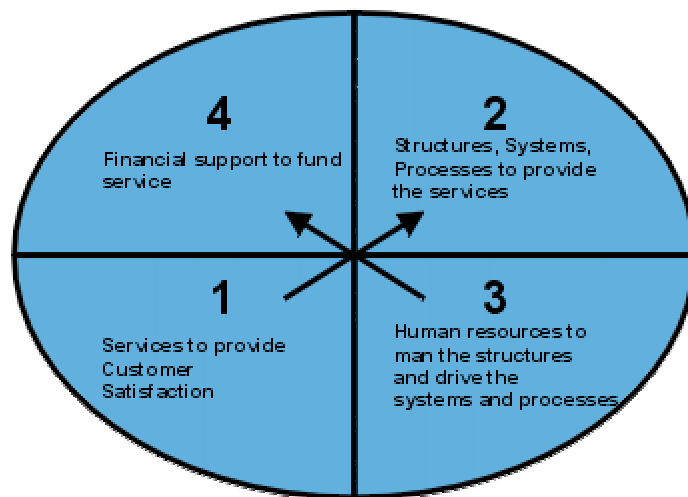 4
Financial support to fund
service
2
Structures, Systems,
Processes to provide
the services
1
Services to provide
Customer
Satisfaction
3
Human resources to
man the structures
and drive the
systems and processes